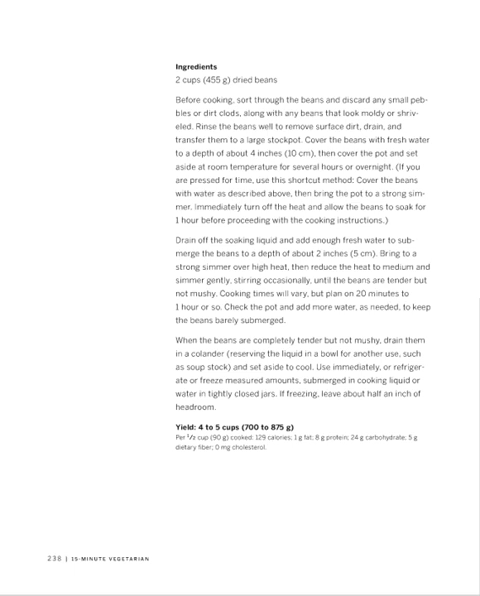 Ingredients
2 cups (455 g) dried beans
Before cooking, sort through the beans and discard any small peb-
bles or dirt clods, along with any beans that look moldy or shriv-
eled. Rinse the beans well to remove surface dirt, drain, and
transfer them to a large stockpot. Cover the beans with fresh water
to a depth of about 4 inches (10 cm), then cover the pot and set
aside at room temperature for several hours or overnight. (If you
are pressed for time, use this shortcut method: Cover the beans
with water as described above, then bring the pot to a strong sim-
mer. Immediately turn off the heat and allow the beans to soak for
1 hour before proceeding with the cooking instructions.)
Drain off the soaking liquid and add enough fresh water to sub-
merge the beans to a depth of about 2 inches (5 cm). Bring to a
strong simmer over high heat, then reduce the heat to medium and
simmer gently, stirring occasionally, until the beans are tender but
not mushy. Cooking times will vary, but plan on 20 minutes to
1 hour or so. Check the pot and add more water, as needed, to keep
the beans barely submerged.
When the beans are completely tender but not mushy, drain them
in a colander (reserving the liquid in a bowl for another use, such
as soup stock) and set aside to cool. Use immediately, or refriger-
ate or freeze measured amounts, submerged in cooking liquid or
water in tightly closed jars. If freezing, leave about half an inch of
headroom.
Yield: 4 to 5 cups (700 to 875 g)
Per 1/2 cup (90 g) cooked: 129 calories; 1 g fat; 8 g protein; 24 g carbohydrate; 5 g
dietary fiber; 0 mg cholesterol.
238 | 15-MINUTE VEGETARIAN